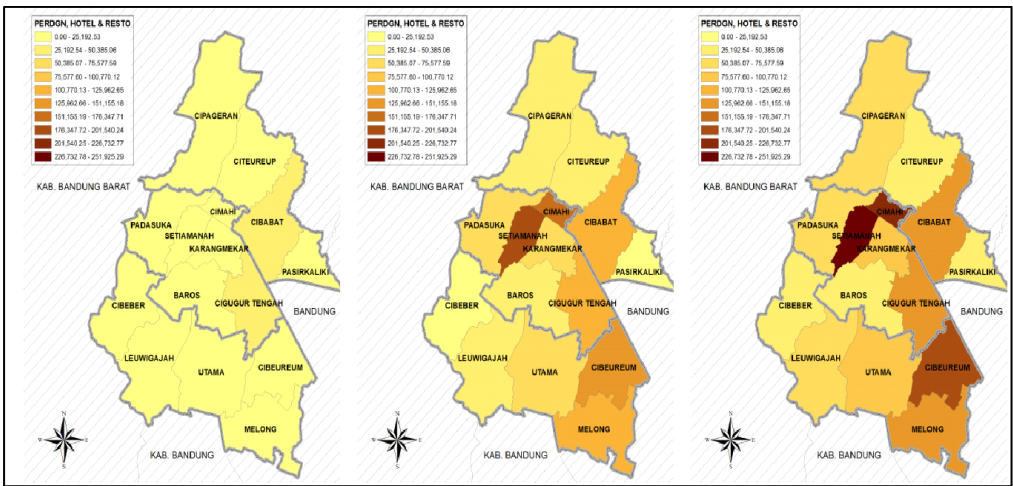 PERDGN, HOTEL & RESTO
0.00 - 25,192.53
25,192.54 - 50,385.06
50,385.07 - 75,577.59
75,577.60 - 100,770.12
100,770.13 - 125,962.65
125,962.66 - 151,155.18
151,155.19 - 176,347.71
176,347.72 - 201,540.24
201,540.25 - 226,732.77
226,732.78 - 251,925.29
CIPAGERAN
CITEUREUP
KAB. BANDUNG BARAT
CIMAHI
PADASUKA
CIBABAT
SETIAMANAH
KARANGMEKAR
PASIRKALIKI
BAROS
CIBEBER
CIGUGUR TENGAH
BANDUNG
LEUWIGAJAH
UTAMA
CIBEUREUM
MELONG
N
W E
S
KAB. BANDUNG
PERDGN, HOTEL & RESTO
0.00 - 25,192.53
25,192.54 - 50,385.06
50,385.07 - 75,577.59
75,577.60 - 100,770.12
100,770.13 - 125,962.65
125,962.66 - 151,155.18
151,155.19 - 176,347.71
176,347.72 - 201,540.24
201,540.25 - 226,732.77
226,732.78 - 251,925.29
CIPAGERAN
CITEUREUP
KAB. BANDUNG BARAT
CIMAHI
PADASUKA
CIBABAT
SETIAMANAH
KARANGMEKAR
PASIRKALIKI
BAROS
CIBEBER
CIGUGUR TENGAH
BANDUNG
LEUWIGAJAH
UTAMA
CIBEUREUM
MELONG
N
W E
S
KAB. BANDUNG
PERDGN, HOTEL & RESTO
0.00 - 25,192.53
25,192.54 - 50,385.06
50,385.07 - 75,577.59
75,577.60 - 100,770.12
100,770.13 - 125,962.65
125,962.66 - 151,155.18
151,155.19 - 176,347.71
176,347.72 - 201,540.24
201,540.25 - 226,732.77
226,732.78 - 251,925.29
CIPAGERAN
CITEUREUP
KAB. BANDUNG BARAT
CIMAHI
PADASUKA
CIBABAT
SETIAMANAH
KARANGMEKAR
PASIRKALIKI
BAROS
CIBEBER
CIGUGUR TENGAH
BANDUNG
LEUWIGAJAH
UTAMA
CIBEUREUM
MELONG
N
W E
S
KAB. BANDUNG